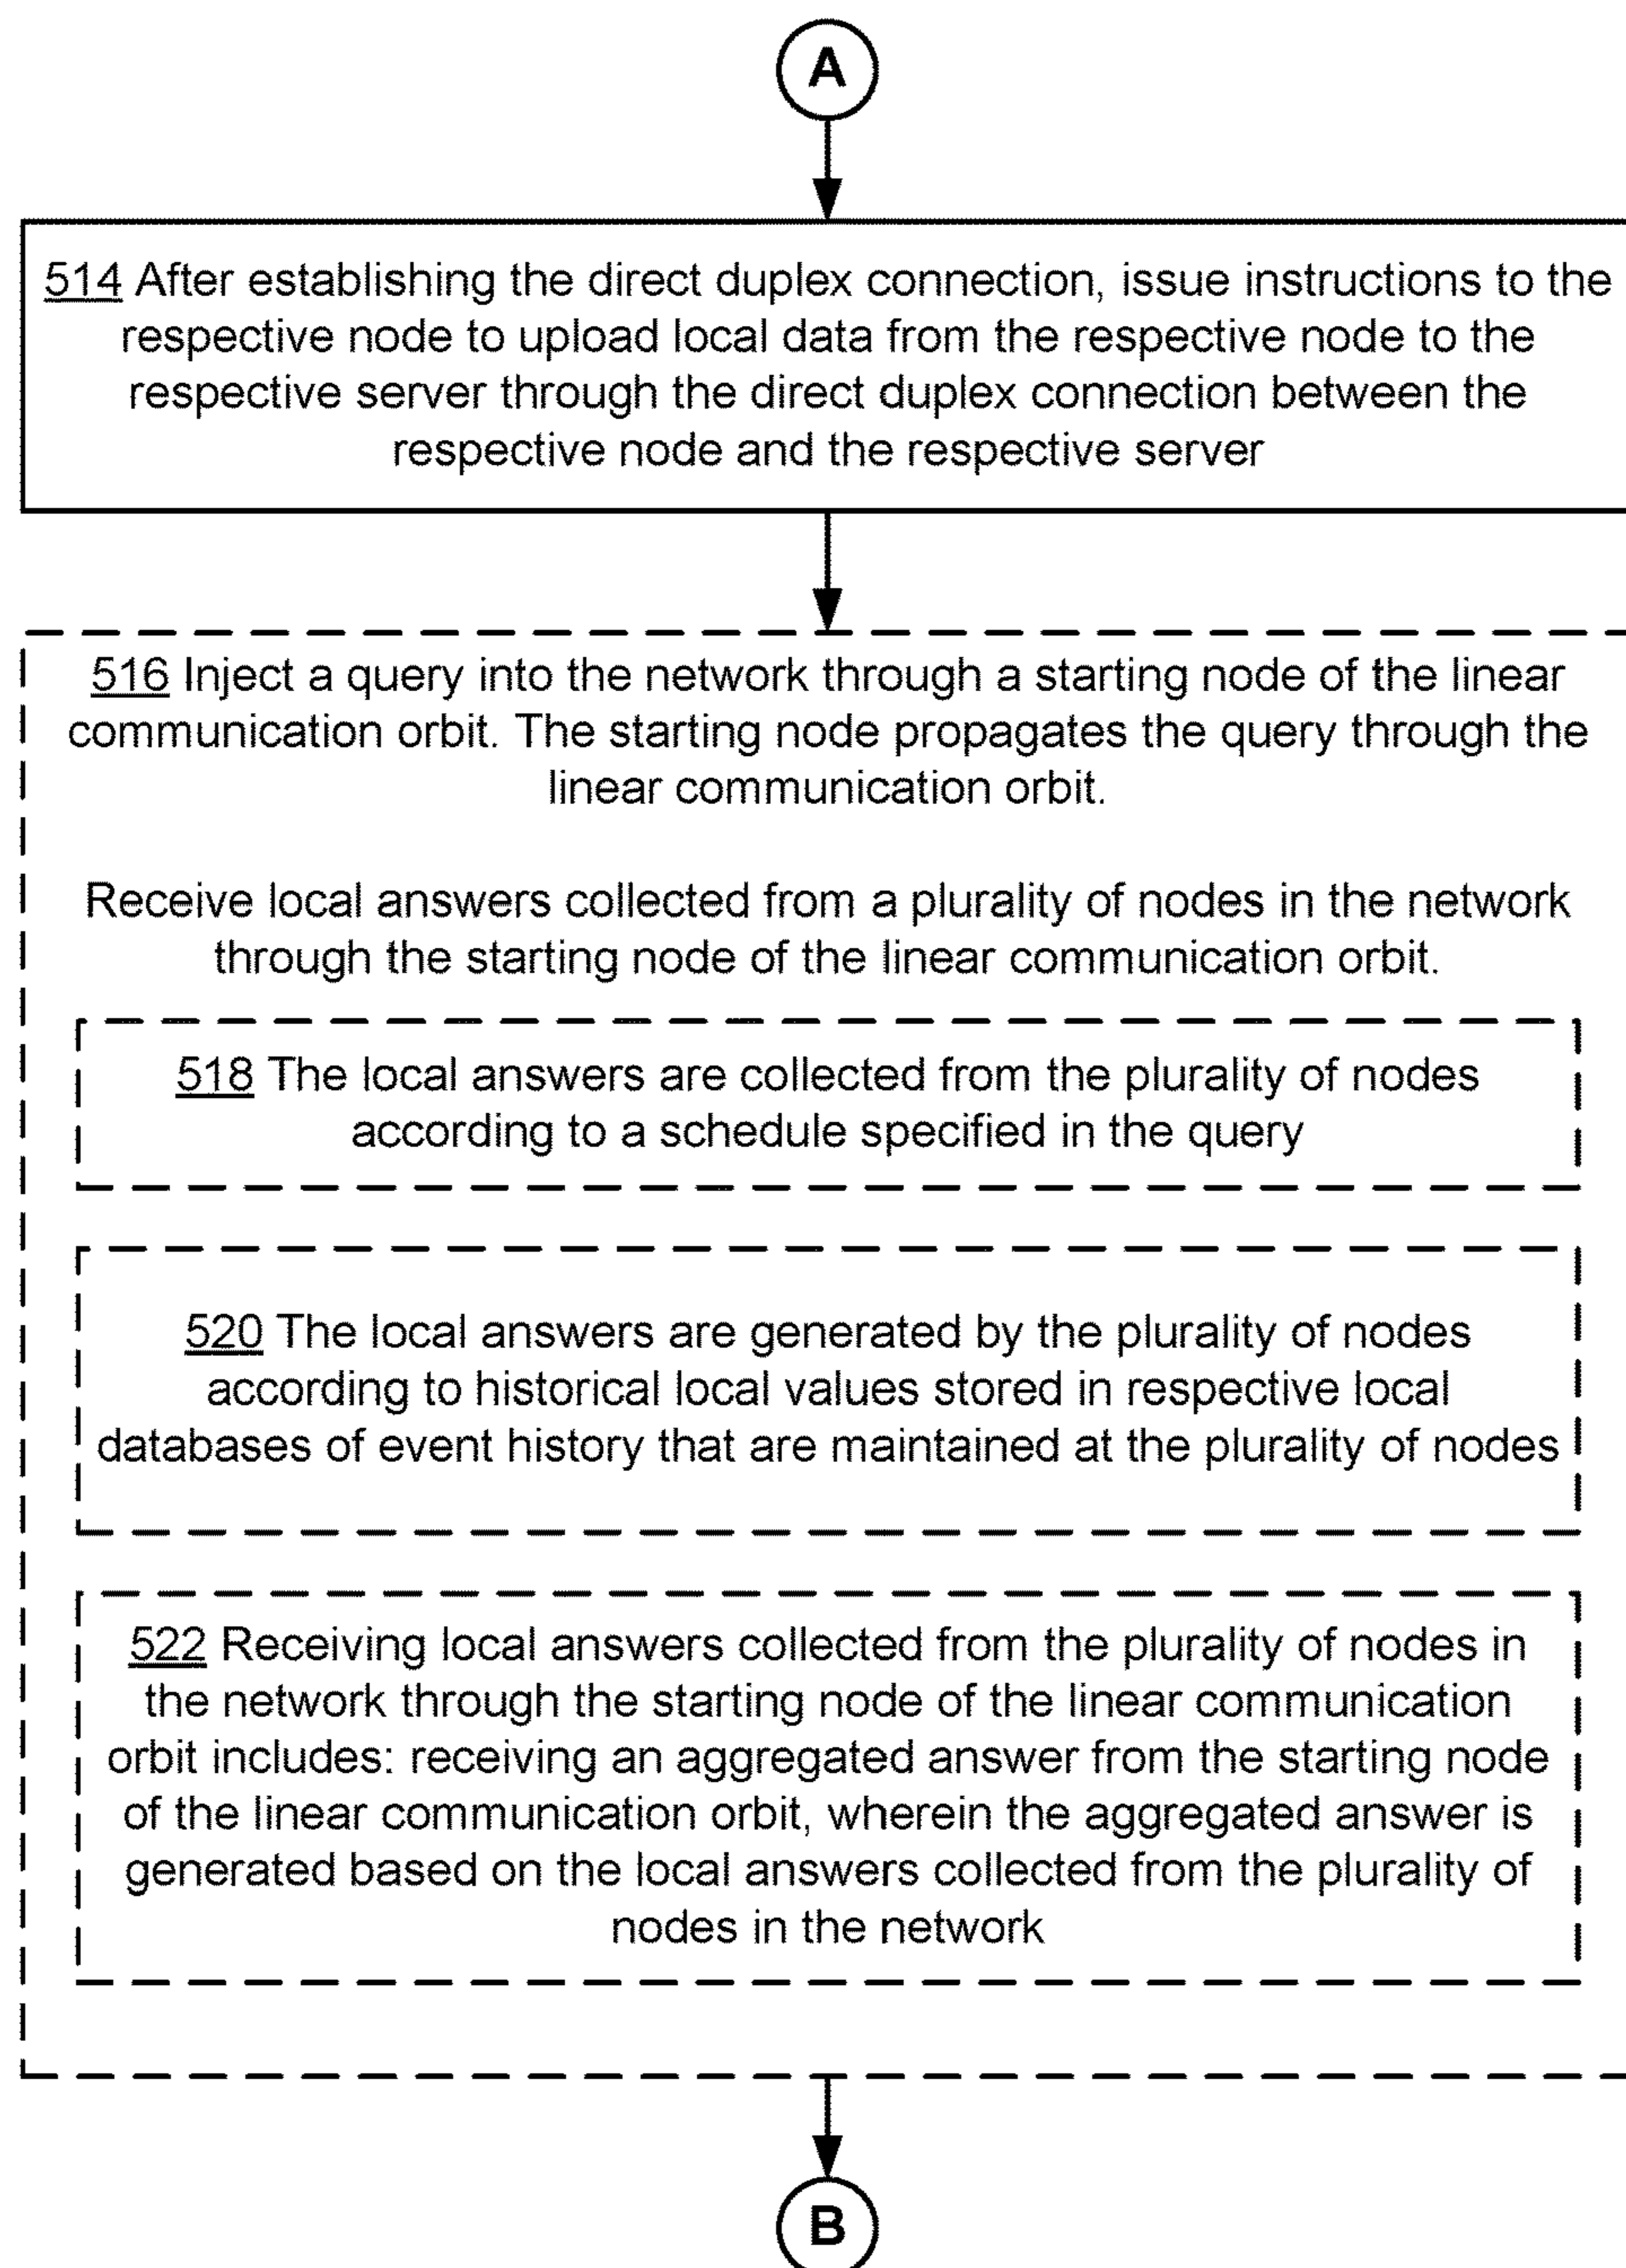 A
514 After establishing the direct duplex connection, issue instructions to the
respective node to upload local data from the respective node to the
respective server through the direct duplex connection between the
respective node and the respective server
516 Inject a query into the network through a starting node of the linear
communication orbit. The starting node propagates the query through the
linear communication orbit.
Receive local answers collected from a plurality of nodes in the network
through the starting node of the linear communication orbit.
518 The local answers are collected from the plurality of nodes
according to a schedule specified in the query
520 The local answers are generated by the plurality of nodes
according to historical local values stored in respective local
databases of event history that are maintained at the plurality of nodes
522 Receiving local answers collected from the plurality of nodes in
the network through the starting node of the linear communication
orbit includes: receiving an aggregated answer from the starting node
of the linear communication orbit, wherein the aggregated answer is
generated based on the local answers collected from the plurality of
nodes in the network
B